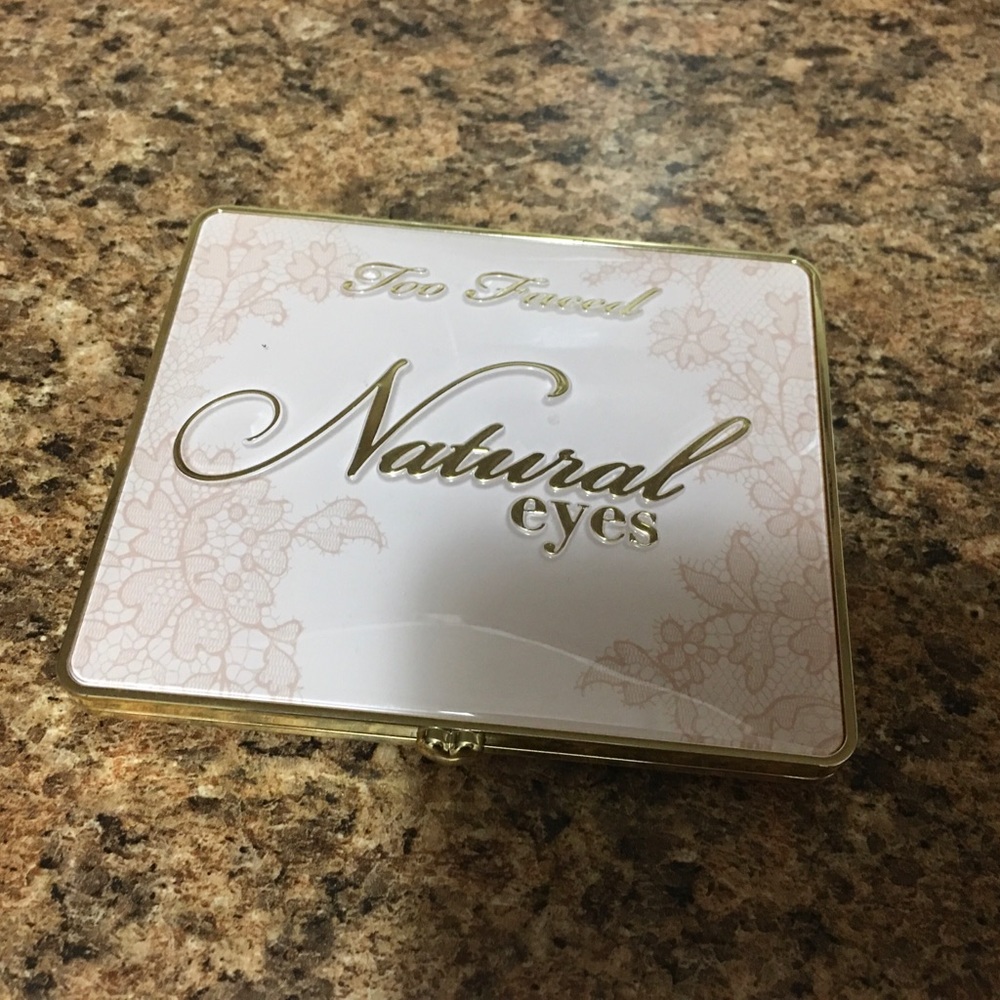 Too Faced
Natural
eyes